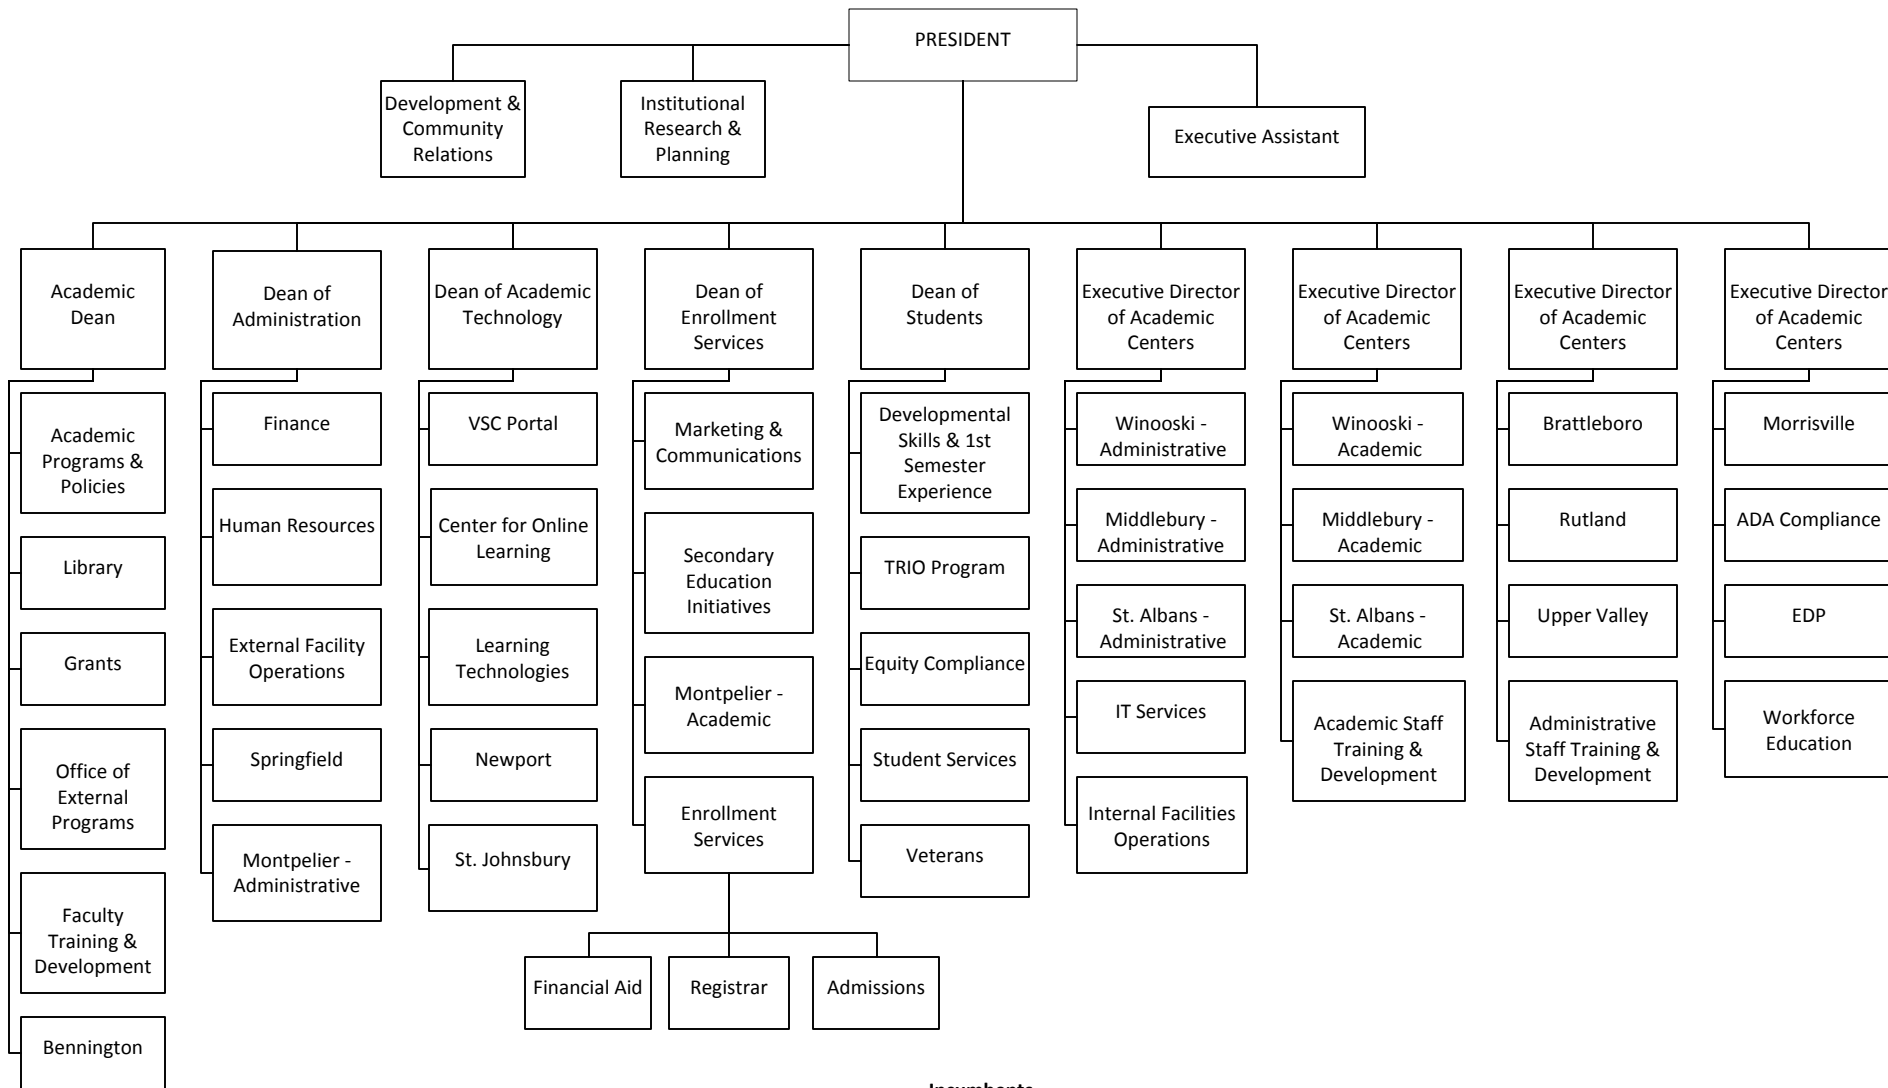 PRESIDENT
Development &
Community
Relations
Institutional
Research &
Planning
Executive Assistant
Academic
Dean
Dean of
Administration
Dean of Academic
Technology
Dean of
Enrollment
Services
Dean of
Students
Executive Director
of Academic
Centers
Executive Director
of Academic
Centers
Executive Director
of Academic
Centers
Executive Director
of Academic
Centers
Academic
Programs &
Policies
Library
Grants
Office of
External
Programs
Faculty
Training &
Development
Bennington
Finance
Human Resources
External Facility
Operations
Springfield
Montpelier -
Administrative
VSC Portal
Center for Online
Learning
Learning
Technologies
Newport
St. Johnsbury
Marketing &
Communications
Secondary
Education
Initiatives
Montpelier -
Academic
Enrollment
Services
Financial Aid
Registrar
Admissions
Developmental
Skills & 1st
Semester
Experience
TRIO Program
Equity Compliance
Student Services
Veterans
Winooski -
Administrative
Middlebury -
Administrative
St. Albans -
Administrative
IT Services
Internal Facilities
Operations
Winooski -
Academic
Middlebury -
Academic
St. Albans -
Academic
Academic Staff
Training &
Development
Brattleboro
Rutland
Upper Valley
Administrative
Staff Training &
Development
Morrisville
ADA Compliance
EDP
Workforce
Education
Incumbents